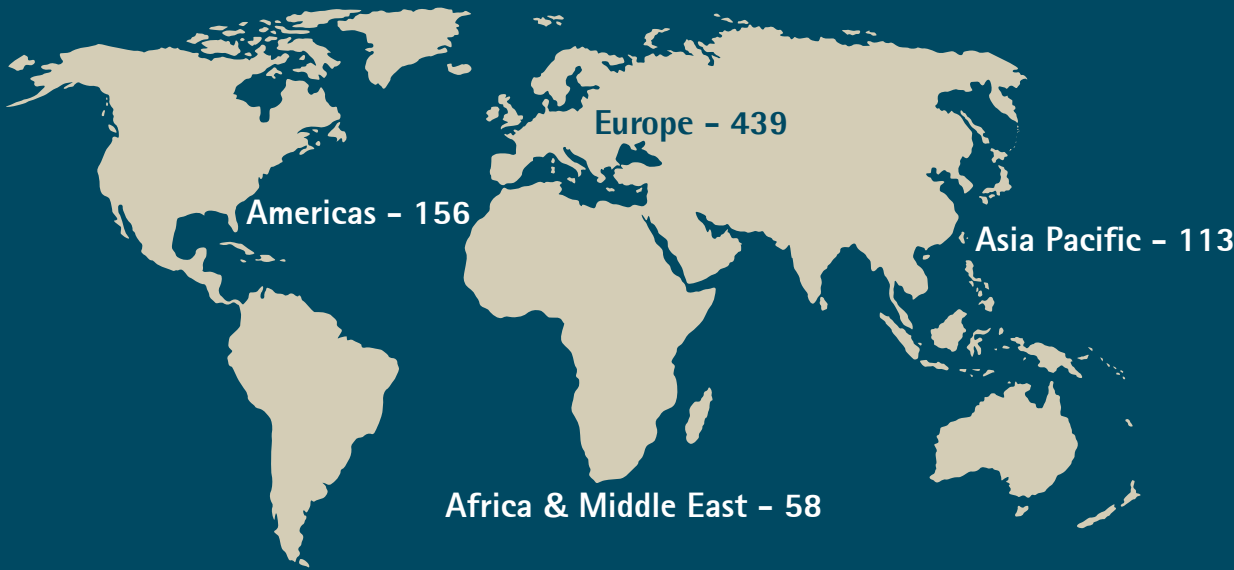 Europe - 439
Americas - 156
Asia Pacific - 113
Africa & Middle East - 58